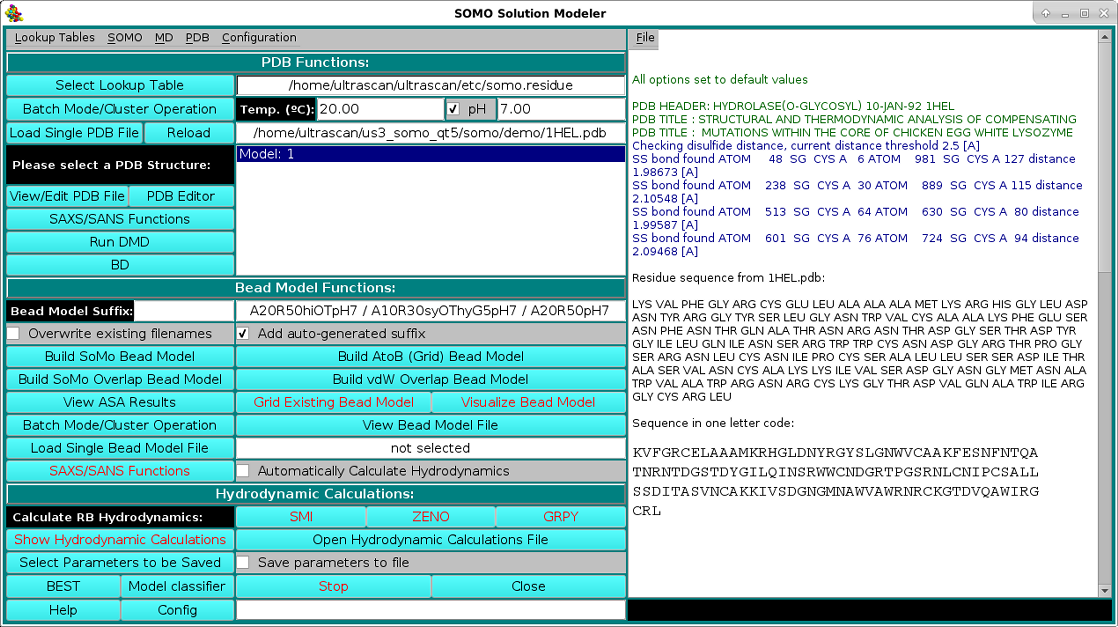 SOMO Solution Modeler
Lookup Tables SOMO MD PDB Configuration
PDB Functions:
Select Lookup Table /home/ultrascan/ultrascan/etc/somo.residue
Batch Mode/Cluster Operation Temp. (ºC): 20.00 pH 7.00
Load Single PDB File Reload /home/ultrascan/us3_somo_qt5/somo/demo/1HEL.pdb
Please select a PDB Structure: Model: 1
View/Edit PDB File PDB Editor
SAXS/SANS Functions
Run DMD
BD
Bead Model Functions:
Bead Model Suffix: A20R50hiOTpH7 / A10R30syOThyG5pH7 / A20R50pH7
Overwrite existing filenames Add auto-generated suffix
Build SoMo Bead Model Build AtoB (Grid) Bead Model
Build SoMo Overlap Bead Model Build vdW Overlap Bead Model
View ASA Results Grid Existing Bead Model Visualize Bead Model
Batch Mode/Cluster Operation View Bead Model File
Load Single Bead Model File not selected
SAXS/SANS Functions Automatically Calculate Hydrodynamics
Hydrodynamic Calculations:
Calculate RB Hydrodynamics: SMI ZENO GRPY
Show Hydrodynamic Calculations Open Hydrodynamic Calculations File
Select Parameters to be Saved Save parameters to file
BEST Model classifier Stop Close
Help Config
File
All options set to default values
PDB HEADER: HYDROLASE(O-GLYCOSYL) 10-JAN-92 1HEL
PDB TITLE : STRUCTURAL AND THERMODYNAMIC ANALYSIS OF COMPENSATING
PDB TITLE : MUTATIONS WITHIN THE CORE OF CHICKEN EGG WHITE LYSOZYME
Checking disulfide distance, current distance threshold 2.5 [A]
SS bond found ATOM 48 SG CYS A 6 ATOM 981 SG CYS A 127 distance
1.98673 [A]
SS bond found ATOM 238 SG CYS A 30 ATOM 889 SG CYS A 115 distance
2.10548 [A]
SS bond found ATOM 513 SG CYS A 64 ATOM 630 SG CYS A 80 distance
1.99587 [A]
SS bond found ATOM 601 SG CYS A 76 ATOM 724 SG CYS A 94 distance
2.09468 [A]
Residue sequence from 1HEL.pdb:
LYS VAL PHE GLY ARG CYS GLU LEU ALA ALA ALA MET LYS ARG HIS GLY LEU ASP
ASN TYR ARG GLY TYR SER LEU GLY ASN TRP VAL CYS ALA ALA LYS PHE GLU SER
ASN PHE ASN THR GLN ALA THR ASN ARG ASN THR ASP GLY SER THR ASP TYR
GLY ILE LEU GLN ILE ASN SER ARG TRP TRP CYS ASN ASP GLY ARG THR PRO GLY
SER ARG ASN LEU CYS ASN ILE PRO CYS SER ALA LEU LEU SER SER ASP ILE THR
ALA SER VAL ASN CYS ALA LYS LYS ILE VAL SER ASP GLY ASN GLY MET ASN ALA
TRP VAL ALA TRP ARG ASN ARG CYS LYS GLY THR ASP VAL GLN ALA TRP ILE ARG
GLY CYS ARG LEU
Sequence in one letter code:
KVFGRCELAAAMKRHGLDNYRGYSLGNWVCAAKFESNFNTQA
TNRNTDGSTDYGILQINSRWWCNDGRTPGSRNLCNIPCSALL
SSDITASVNCAKKIVSDGNGMNAWVAWRNRCKGTDVQAWIRG
CRL